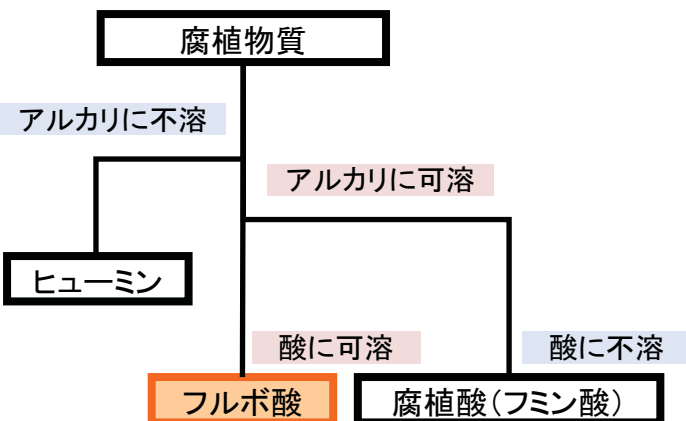 腐植物質
アルカリに不溶
アルカリに可溶
ヒューミン
酸に可溶
酸に不溶
フルボ酸
腐植酸（フミン酸）